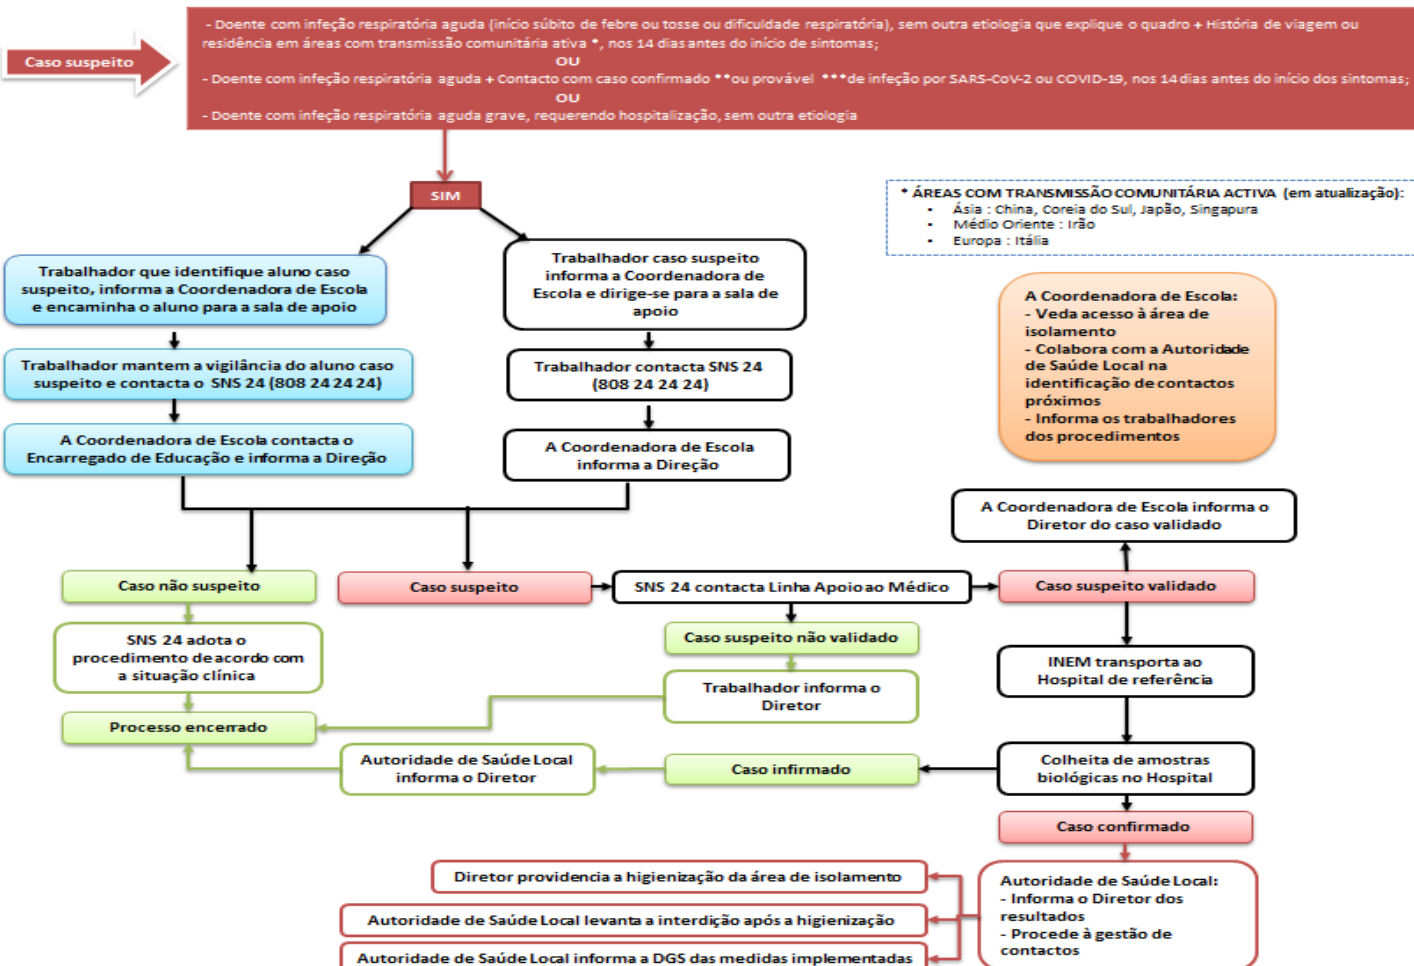 Caso suspeito
- Doente com infeção respiratória aguda (início súbito de febre ou tosse ou dificuldade respiratória), sem outra etiologia que explique o quadro + História de viagem ou
residência em áreas com transmissão comunitária ativa *, nos 14 dias antes do início de sintomas;
OU
- Doente com infeção respiratória aguda + Contacto com caso confirmado **ou provável ***de infeção por SARS-CoV-2 ou COVID-19, nos 14 dias antes do início dos sintomas;
OU
- Doente com infeção respiratória aguda grave, requerendo hospitalização, sem outra etiologia
SIM
* ÁREAS COM TRANSMISSÃO COMUNITÁRIA ACTIVA (em atualização):
• Ásia : China, Coreia do Sul, Japão, Singapura
• Médio Oriente : Irão
• Europa : Itália
Trabalhador que identifique aluno caso
suspeito, informa a Coordenadora de Escola
e encaminha o aluno para a sala de apoio
Trabalhador caso suspeito
informa a Coordenadora de
Escola e dirige-se para a sala de
apoio
A Coordenadora de Escola:
- Veda acesso à área de
isolamento
- Colabora com a Autoridade
de Saúde Local na
identificação de contactos
próximos
- Informa os trabalhadores
dos procedimentos
Trabalhador mantem a vigilância do aluno caso
suspeito e contacta o SNS 24 (808 24 24 24)
Trabalhador contacta SNS 24
(808 24 24 24)
A Coordenadora de Escola contacta o
Encarregado de Educação e informa a Direção
A Coordenadora de Escola
informa a Direção
A Coordenadora de Escola informa o
Diretor do caso validado
Caso não suspeito
Caso suspeito
SNS 24 contacta Linha Apoio ao Médico
Caso suspeito validado
SNS 24 adota o
procedimento de acordo com
a situação clínica
Caso suspeito não validado
INEM transporta ao
Hospital de referência
Trabalhador informa o
Diretor
Processo encerrado
Autoridade de Saúde Local
informa o Diretor
Caso infirmado
Colheita de amostras
biológicas no Hospital
Caso confirmado
Diretor providencia a higienização da área de isolamento
Autoridade de Saúde Local levanta a interdição após a higienização
Autoridade de Saúde Local informa a DGS das medidas implementadas
Autoridade de Saúde Local:
- Informa o Diretor dos
resultados
- Procede à gestão de
contactos